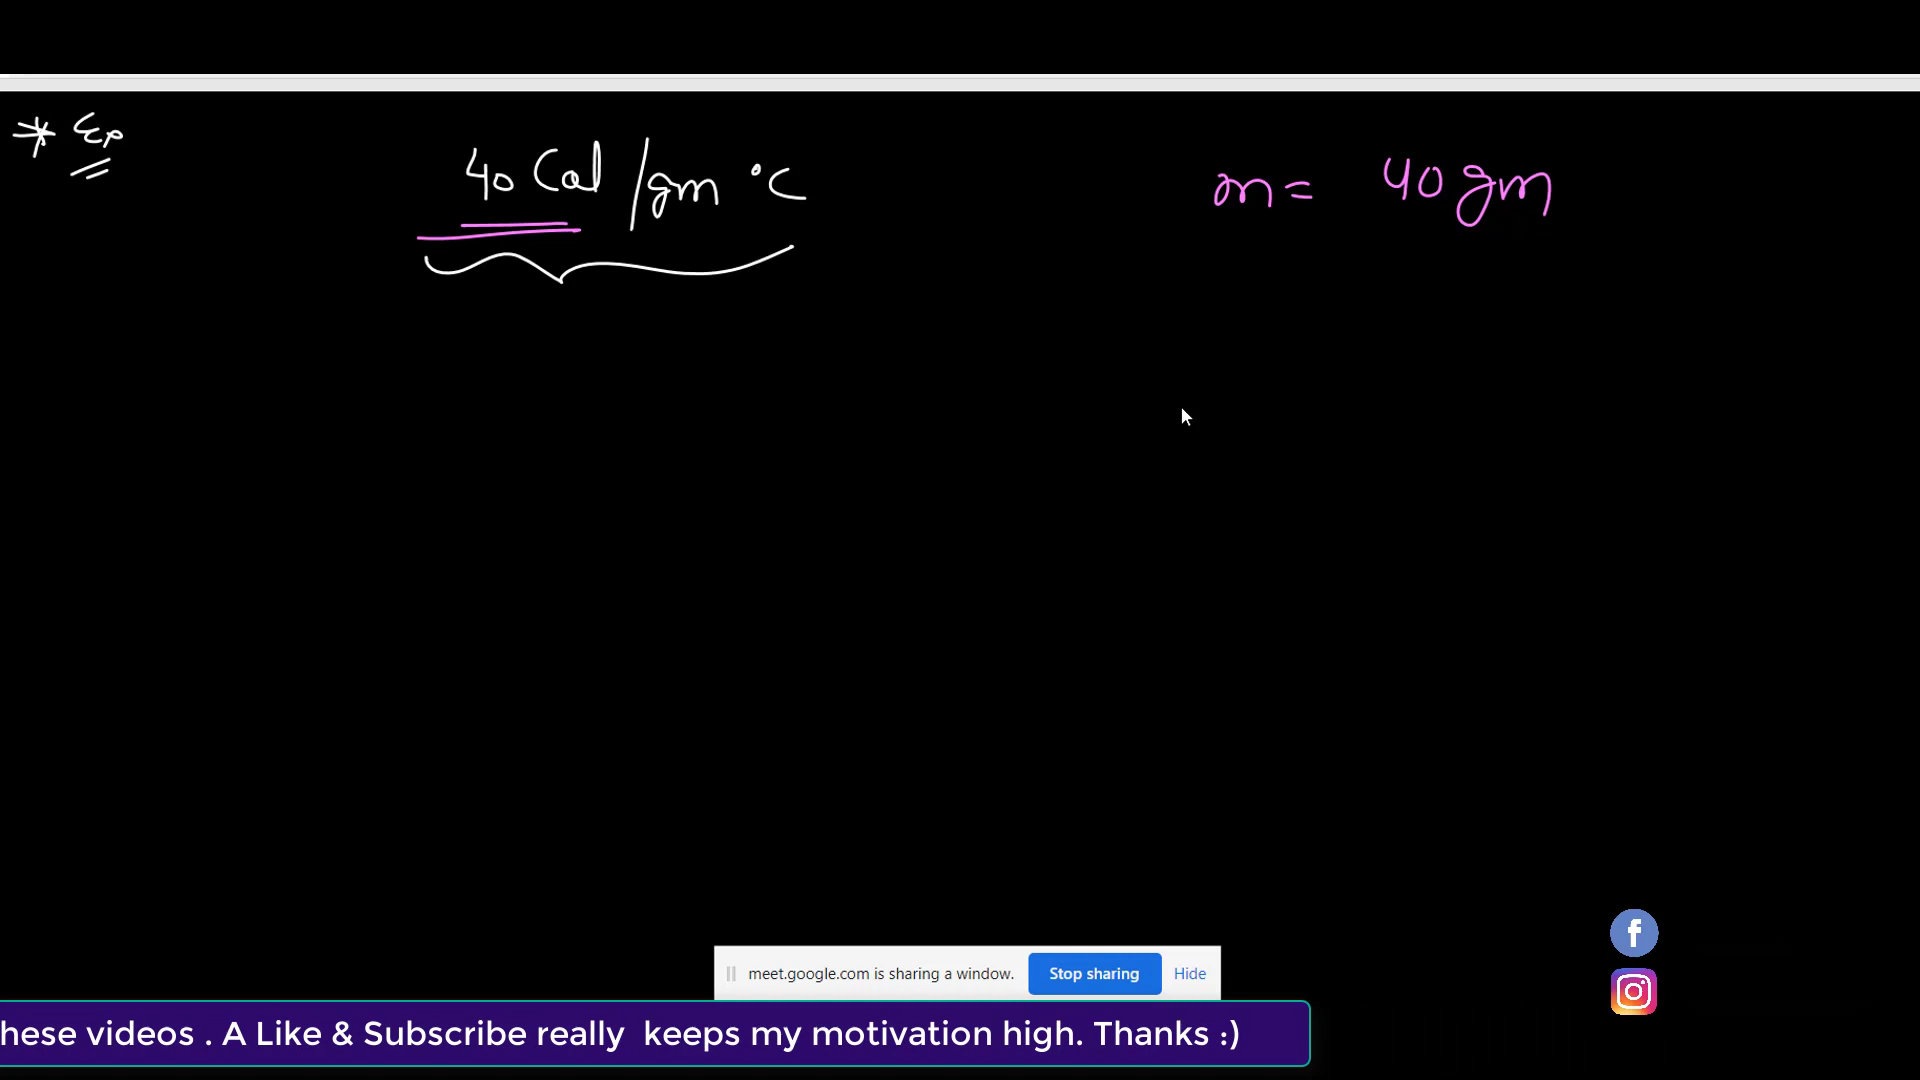 * Ex
40 Cal/gm °C
m = 40 gm
meet.google.com is sharing a window. Stop sharing Hide
hese videos . A Like & Subscribe really keeps my motivation high. Thanks :)